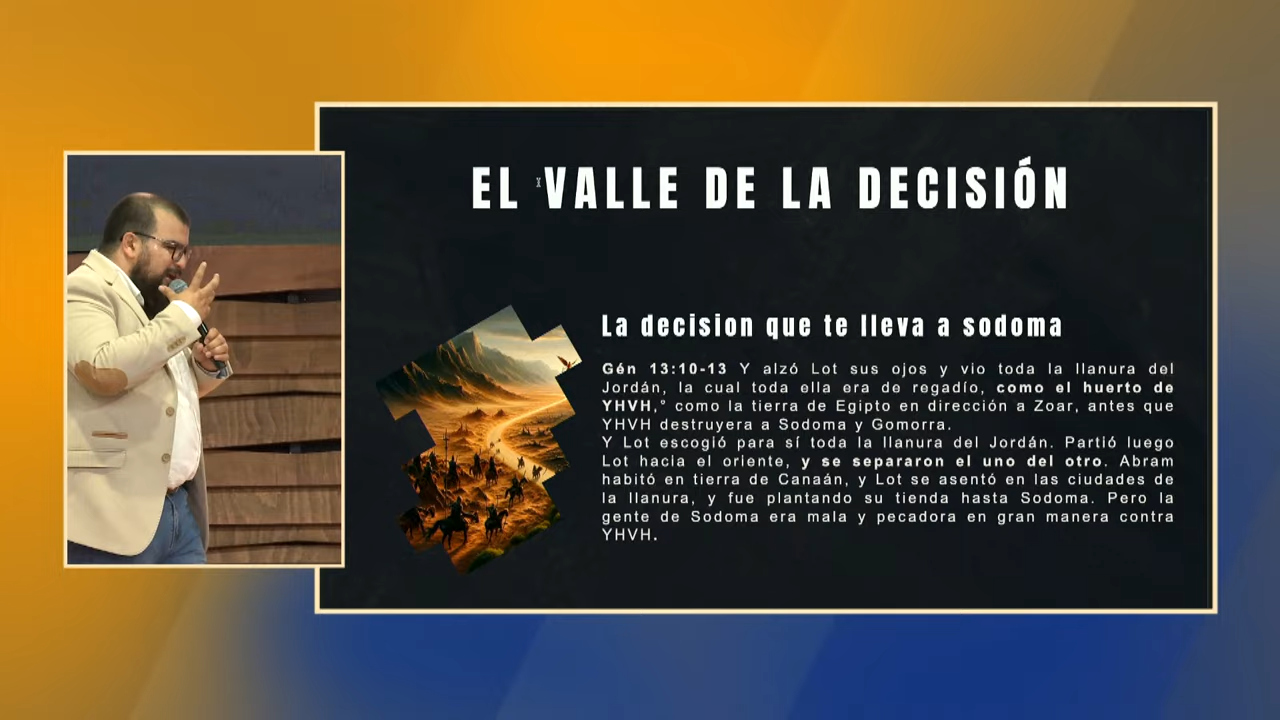 EL VALLE DE LA DECISIÓN
La decision que te lleva a sodoma
Gén 13:10-13 Y alzó Lot sus ojos y vio toda la llanura del
Jordán, la cual toda ella era de regadío, como el huerto de
YHVH,° como la tierra de Egipto en dirección a Zoar, antes que
YHVH destruyera a Sodoma y Gomorra.
Y Lot escogió para sí toda la llanura del Jordán. Partió luego
Lot hacia el oriente, y se separaron el uno del otro. Abram
habitó en tierra de Canaán, y Lot se asentó en las ciudades de
la llanura, y fue plantando su tienda hasta Sodoma. Pero la
gente de Sodoma era mala y pecadora en gran manera contra
YHVH.